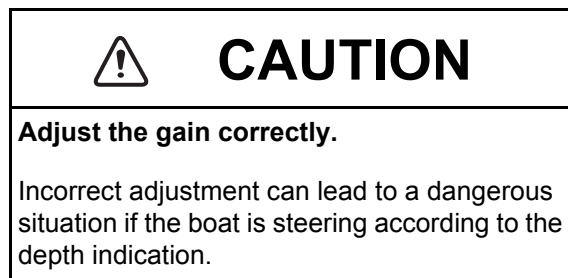 CAUTION
Adjust the gain correctly.
Incorrect adjustment can lead to a dangerous
situation if the boat is steering according to the
depth indication.